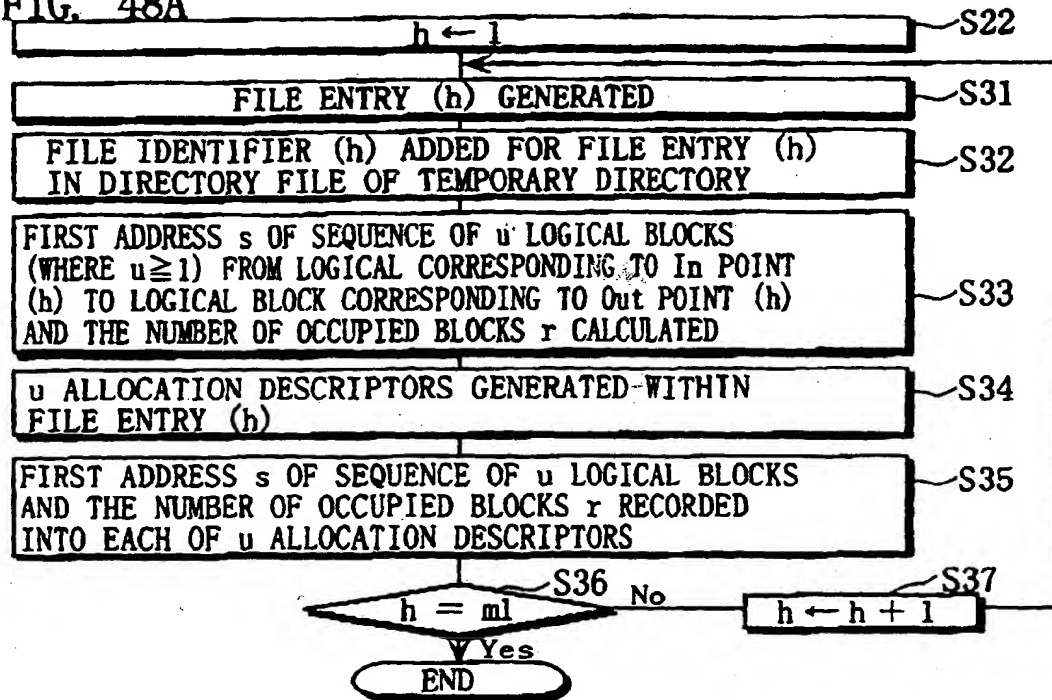 FIG. 48A
h ← 1
S22
FILE ENTRY (h) GENERATED
S31
FILE IDENTIFIER (h) ADDED FOR FILE ENTRY (h)
IN DIRECTORY FILE OF TEMPORARY DIRECTORY
S32
FIRST ADDRESS s OF SEQUENCE OF u LOGICAL BLOCKS
(WHERE u≧1) FROM LOGICAL CORRESPONDING TO In POINT
(h) TO LOGICAL BLOCK CORRESPONDING TO Out POINT (h)
AND THE NUMBER OF OCCUPIED BLOCKS r CALCULATED
S33
u ALLOCATION DESCRIPTORS GENERATED WITHIN
FILE ENTRY (h)
S34
FIRST ADDRESS s OF SEQUENCE OF u LOGICAL BLOCKS
AND THE NUMBER OF OCCUPIED BLOCKS r RECORDED
INTO EACH OF u ALLOCATION DESCRIPTORS
S35
h = m1
S36
No
h ← h + 1
S37
Yes
END